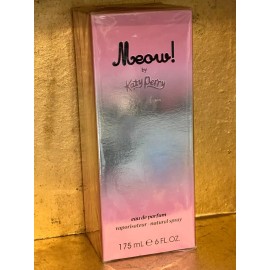 Meow!
by
Katy Perry
eau de parfum
vaporisateur · natural spray
175 mL e 6 FL. OZ.